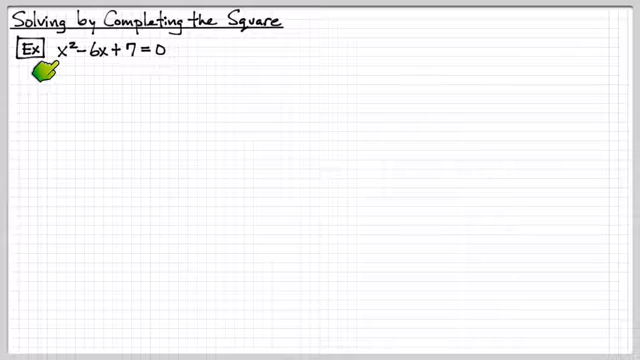 Solving by Completing the Square
Ex x² - 6x + 7 = 0